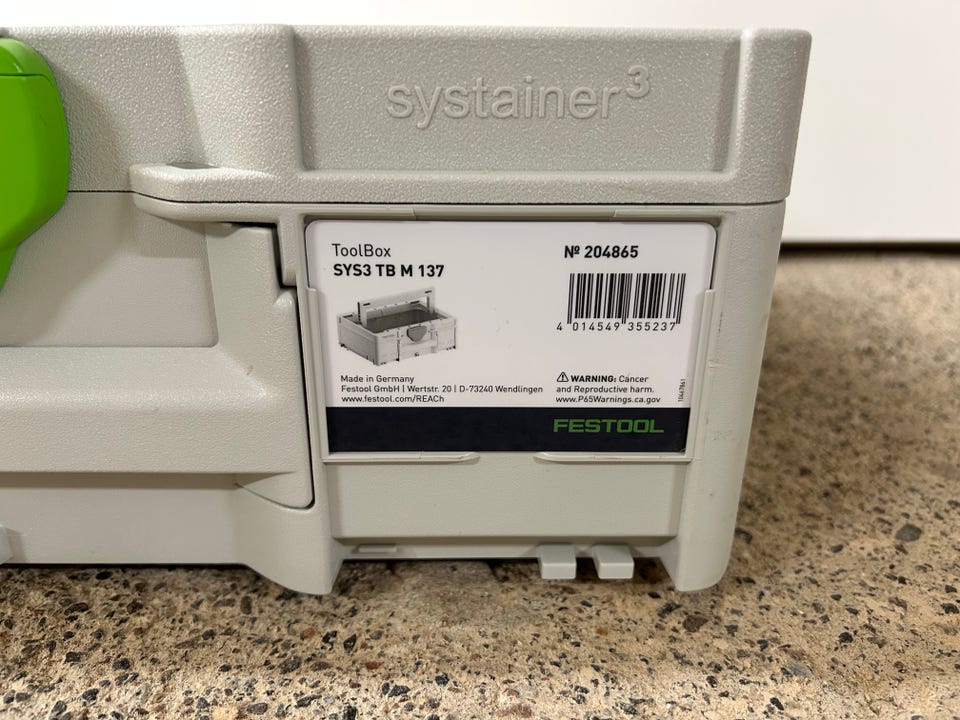 systainer³
ToolBox
SYS3 TB M 137
№ 204865
4 014549 355237
Made in Germany
Festool GmbH | Wertstr. 20 | D-73240 Wendlingen
www.festool.com/REACh
⚠ WARNING: Cancer
and Reproductive harm.
www.P65Warnings.ca.gov
FESTOOL